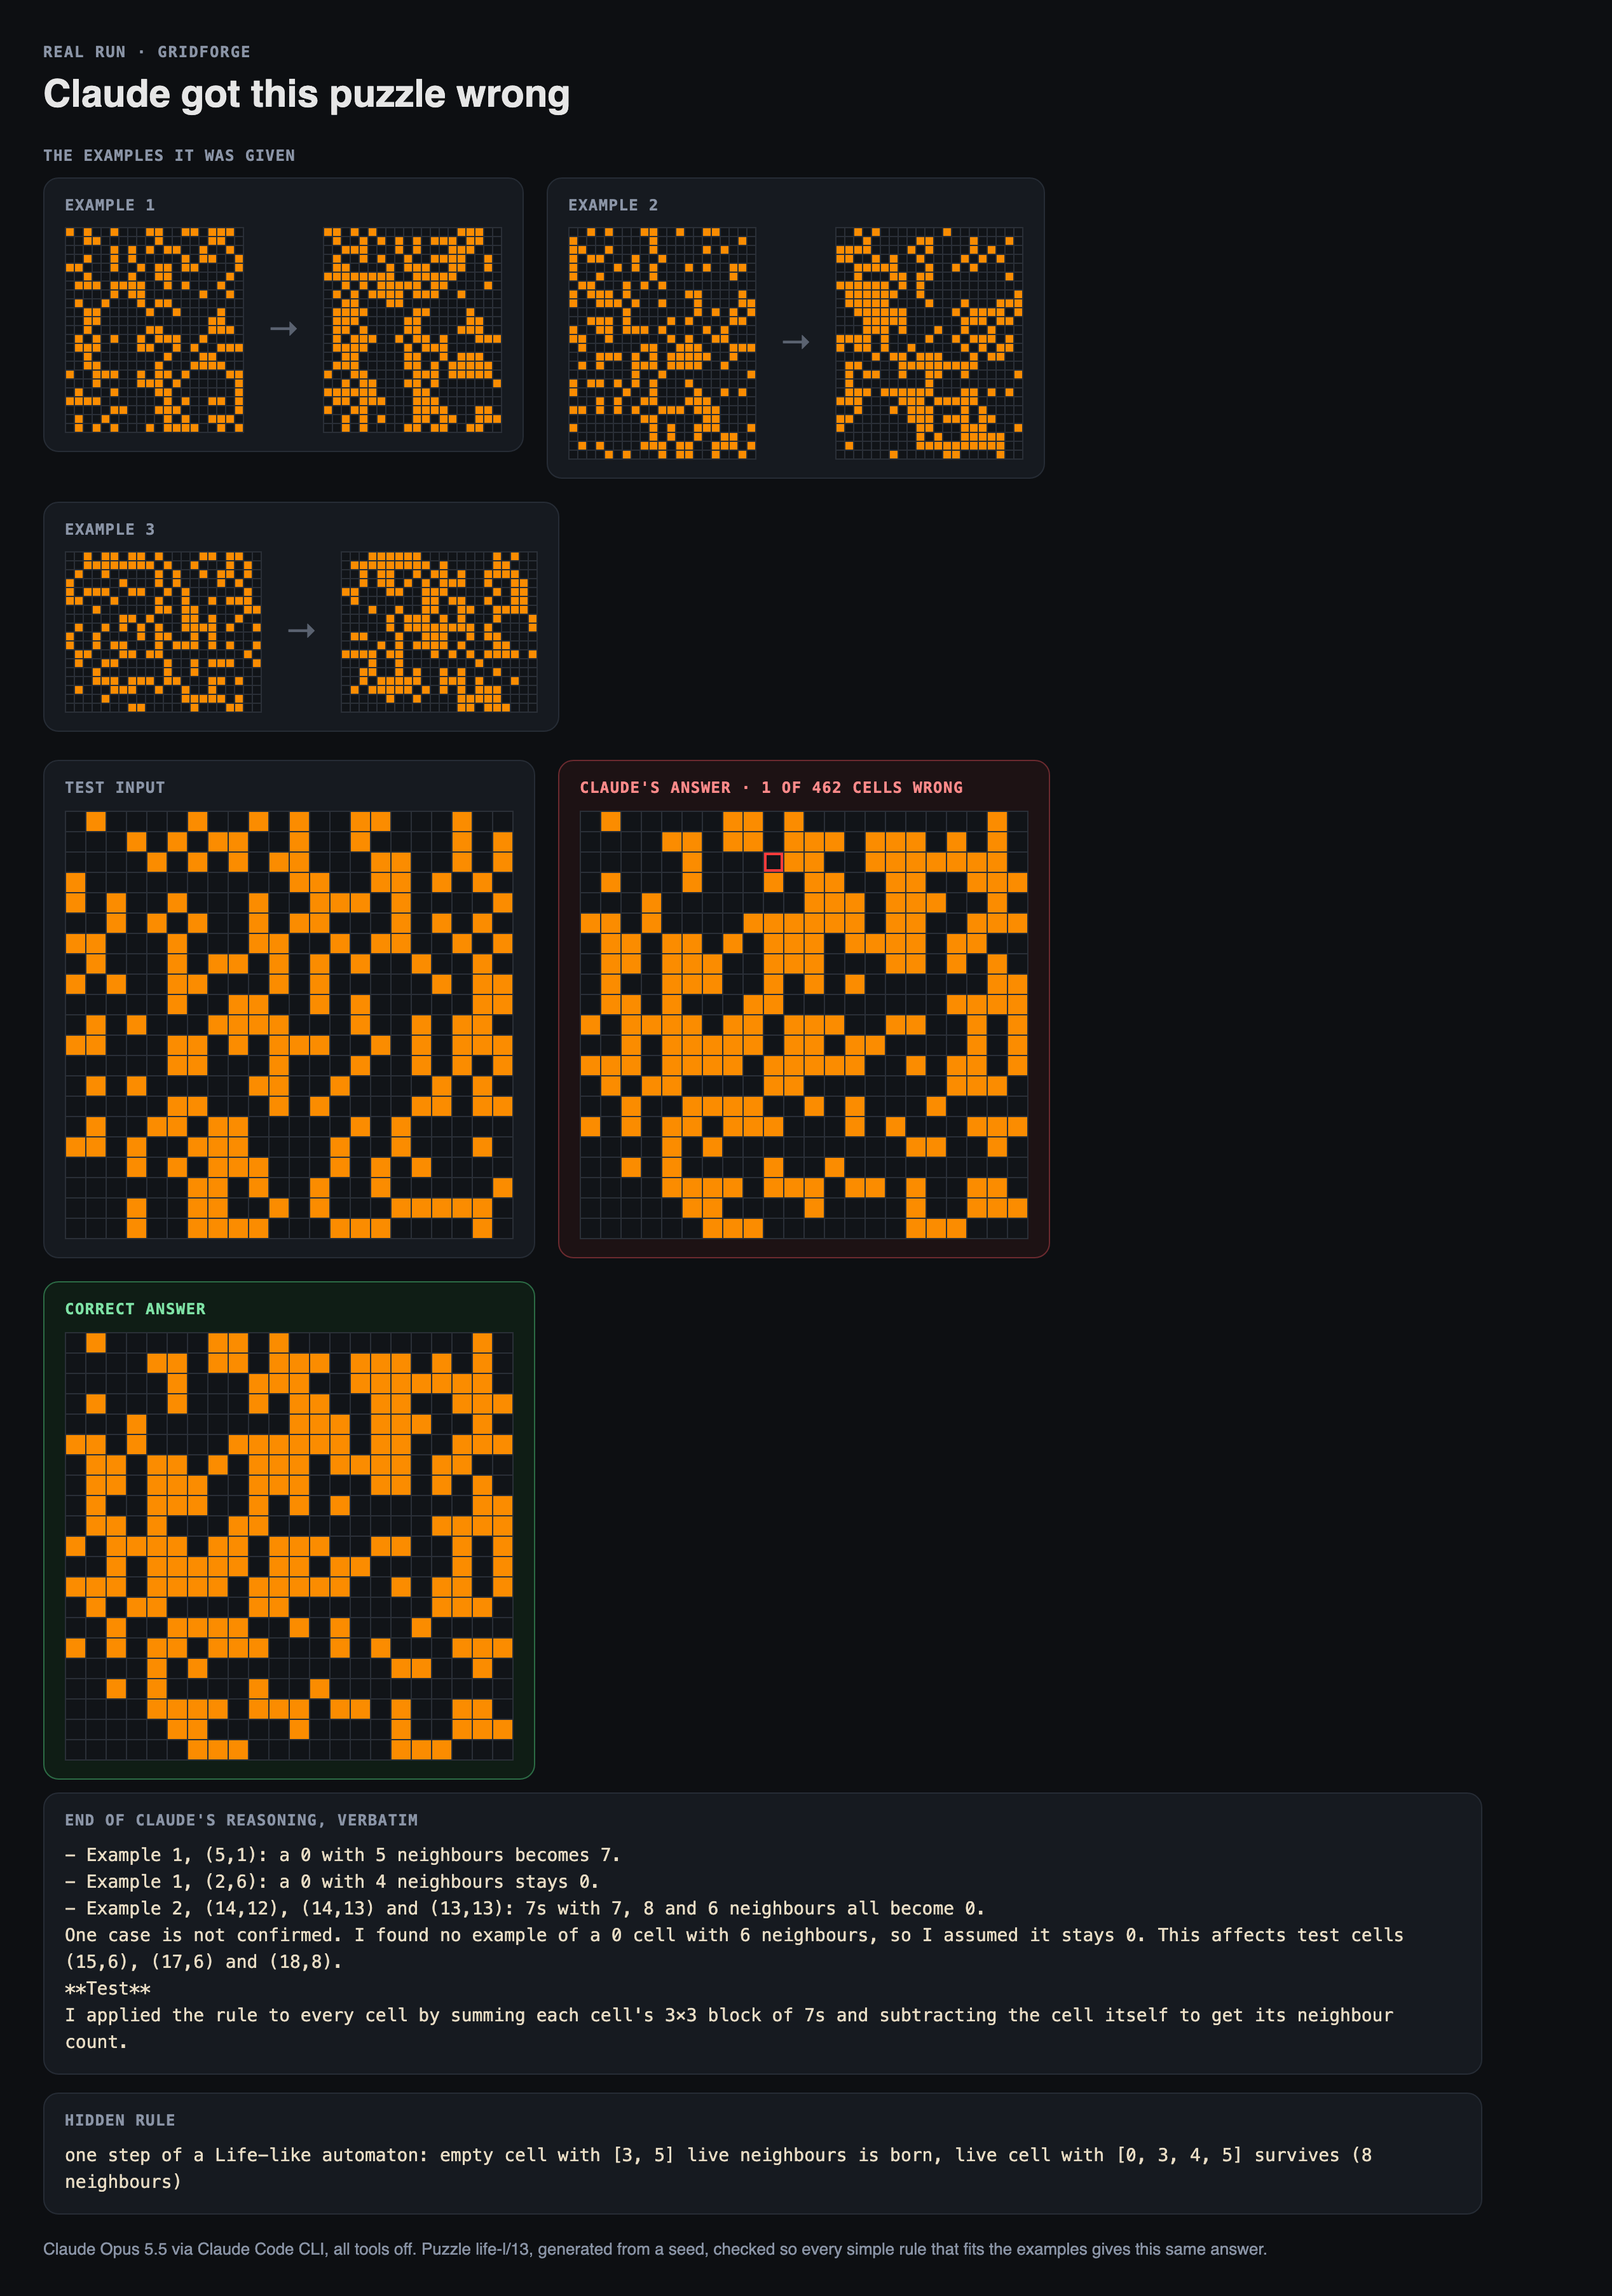 REAL RUN · GRIDFORGE
Claude got this puzzle wrong
THE EXAMPLES IT WAS GIVEN
EXAMPLE 1
EXAMPLE 2
EXAMPLE 3
TEST INPUT
CLAUDE'S ANSWER · 1 OF 462 CELLS WRONG
CORRECT ANSWER
END OF CLAUDE'S REASONING, VERBATIM
– Example 1, (5,1): a 0 with 5 neighbours becomes 7.
– Example 1, (2,6): a 0 with 4 neighbours stays 0.
– Example 2, (14,12), (14,13) and (13,13): 7s with 7, 8 and 6 neighbours all become 0.
One case is not confirmed. I found no example of a 0 cell with 6 neighbours, so I assumed it stays 0. This affects test cells
(15,6), (17,6) and (18,8).
**Test**
I applied the rule to every cell by summing each cell's 3×3 block of 7s and subtracting the cell itself to get its neighbour
count.
HIDDEN RULE
one step of a Life-like automaton: empty cell with [3, 5] live neighbours is born, live cell with [0, 3, 4, 5] survives (8
neighbours)
Claude Opus 5.5 via Claude Code CLI, all tools off. Puzzle life-l/13, generated from a seed, checked so every simple rule that fits the examples gives this same answer.